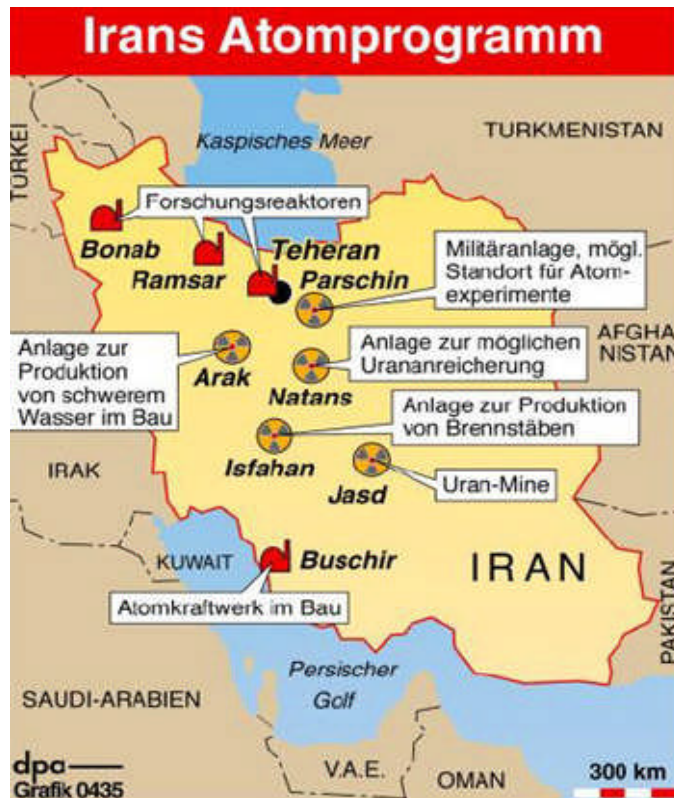 Irans Atomprogramm
TÜRKEI
Kaspisches Meer
TURKMENISTAN
Forschungsreaktoren
Bonab
Ramsar
Teheran
Parschin
Militäranlage, mögl.
Standort für Atom-
experimente
Anlage zur
Produktion
von schwerem
Wasser im Bau
Arak
Natans
Anlage zur möglichen
Urananreicherung
AFGHA
NISTAN
Anlage zur Produktion
von Brennstäben
Isfahan
Jasd
Uran-Mine
IRAK
KUWAIT
Buschir
IRAN
Atomkraftwerk im Bau
PAKISTAN
Persischer
Golf
SAUDI-ARABIEN
V.A.E.
OMAN
dpa
Grafik 0435
300 km